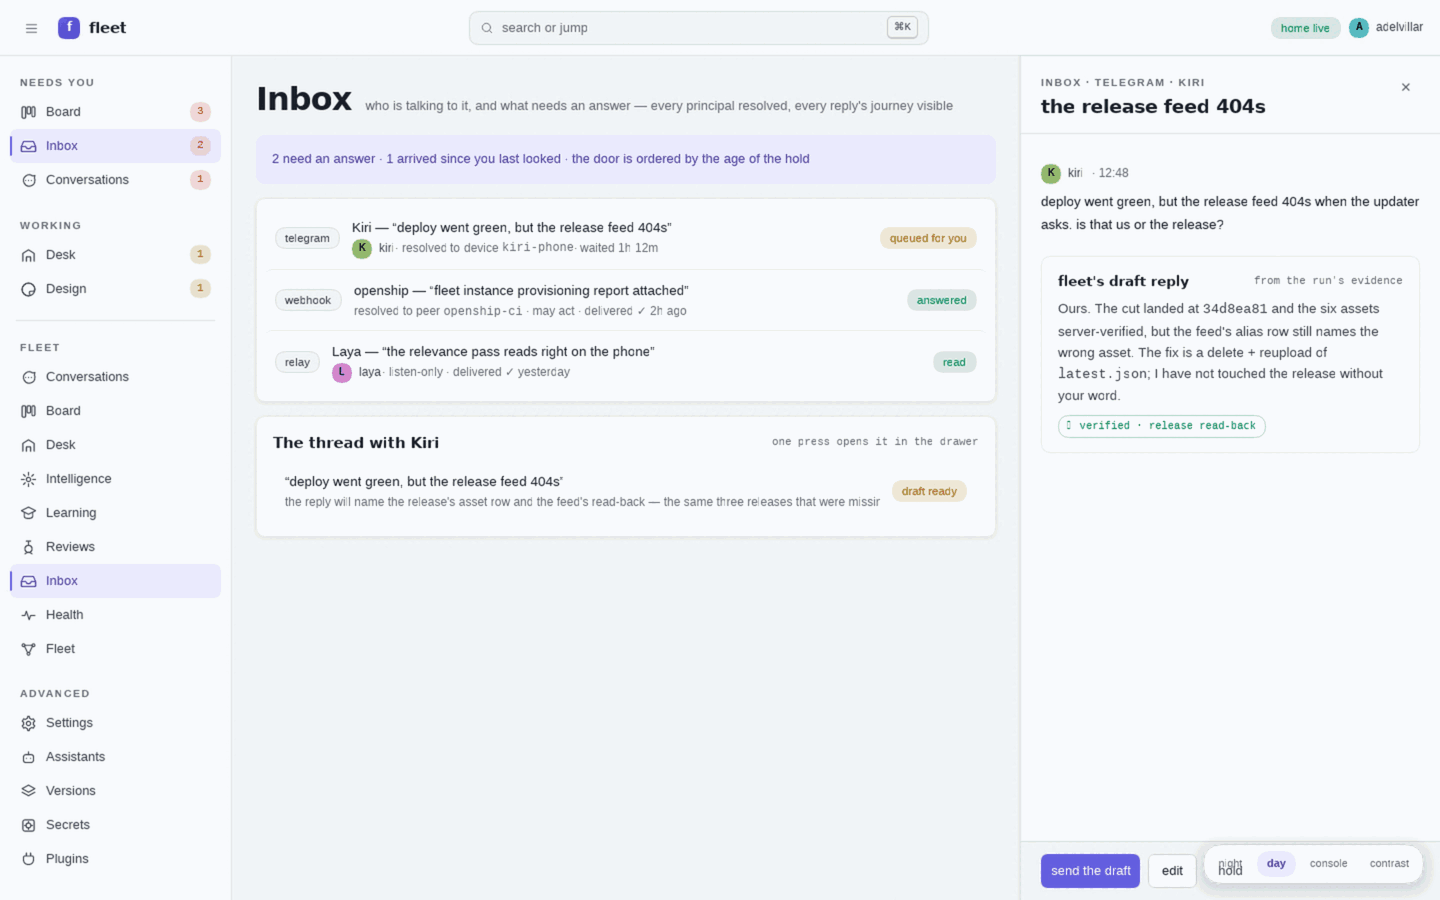 f fleet
search or jump ⌘K
home live A adelvillar
NEEDS YOU
Board 3
Inbox 2
Conversations 1
WORKING
Desk 1
Design 1
FLEET
Conversations
Board
Desk
Intelligence
Learning
Reviews
Inbox
Health
Fleet
ADVANCED
Settings
Assistants
Versions
Secrets
Plugins
Inbox who is talking to it, and what needs an answer — every principal resolved, every reply's journey visible
2 need an answer · 1 arrived since you last looked · the door is ordered by the age of the hold
telegram
Kiri — “deploy went green, but the release feed 404s”
K kiri · resolved to device kiri-phone · waited 1h 12m
queued for you
webhook
openship — “fleet instance provisioning report attached”
resolved to peer openship-ci · may act · delivered ✓ 2h ago
answered
relay
Laya — “the relevance pass reads right on the phone”
L laya · listen-only · delivered ✓ yesterday
read
The thread with Kiri
one press opens it in the drawer
“deploy went green, but the release feed 404s”
the reply will name the release's asset row and the feed's read-back — the same three releases that were missir
draft ready
INBOX · TELEGRAM · KIRI
the release feed 404s
×
K kiri · 12:48
deploy went green, but the release feed 404s when the updater
asks. is that us or the release?
fleet's draft reply
from the run's evidence
Ours. The cut landed at 34d8ea81 and the six assets
server-verified, but the feed's alias row still names the
wrong asset. The fix is a delete + reupload of
latest.json; I have not touched the release without
your word.
verified · release read-back
send the draft
edit
hold
night
day
console
contrast